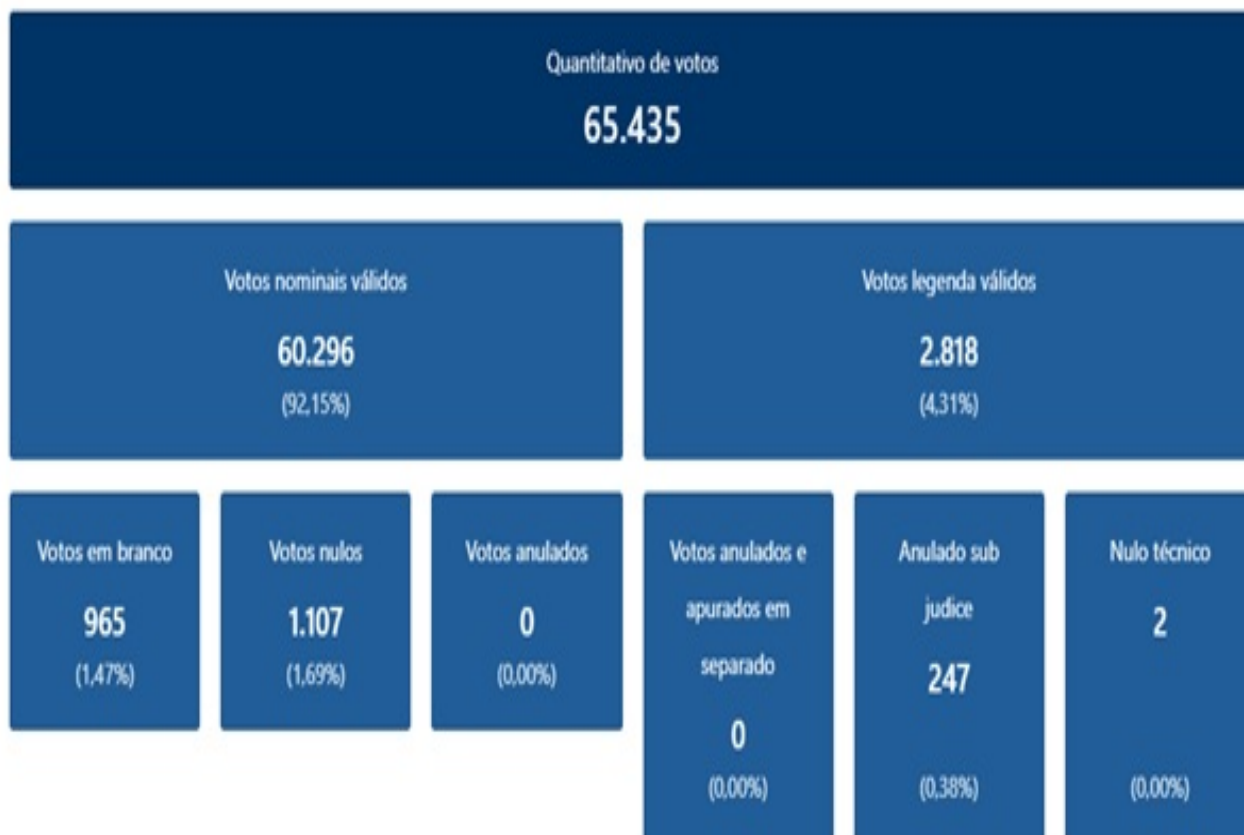 Quantitativo de votos
65.435
Votos nominais válidos
60.296
(92,15%)
Votos legenda válidos
2.818
(4,31%)
Votos em branco
965
(1,47%)
Votos nulos
1.107
(1,69%)
Votos anulados
0
(0,00%)
Votos anulados e
apurados em
separado
0
(0,00%)
Anulado sub
judice
247
(0,38%)
Nulo técnico
2
(0,00%)